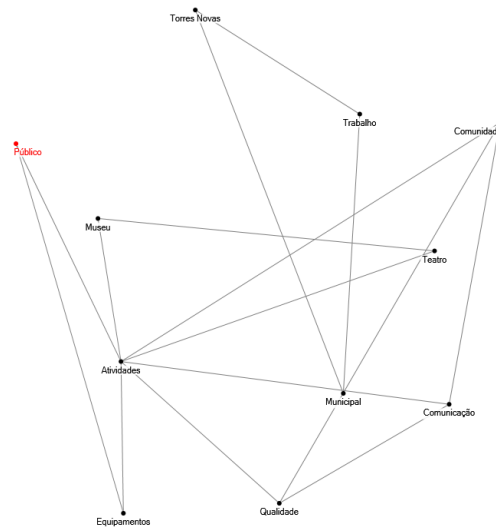 Torres Novas
Trabalho
Comunidad
Público
Museu
Teatro
Atividades
Municipal
Comunicação
Equipamentos
Qualidade